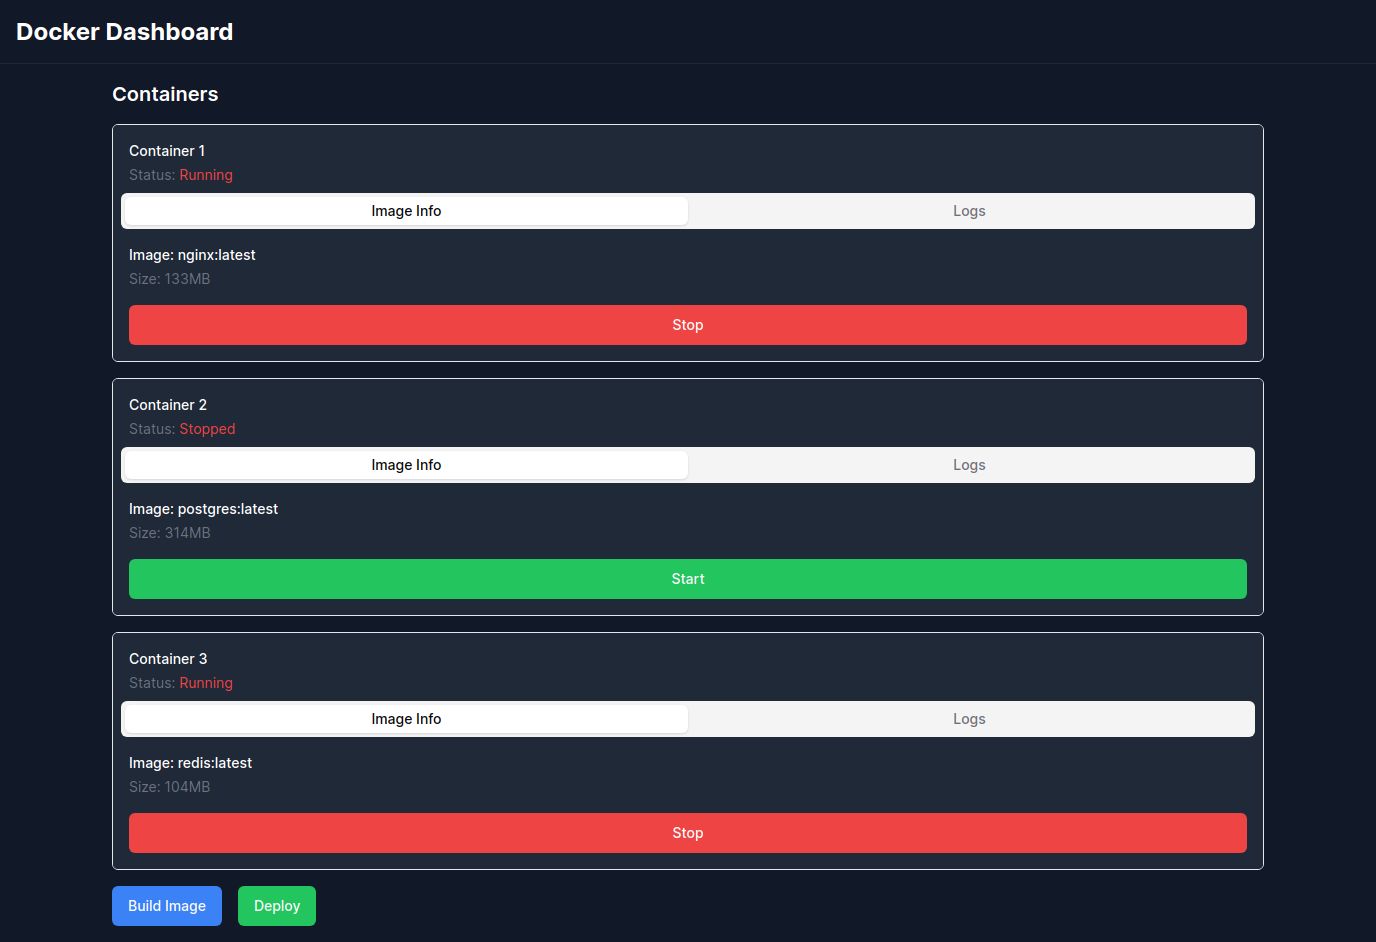 Docker Dashboard
Containers
Container 1
Status: Running
Image Info Logs
Image: nginx:latest
Size: 133MB
Stop
Container 2
Status: Stopped
Image Info Logs
Image: postgres:latest
Size: 314MB
Start
Container 3
Status: Running
Image Info Logs
Image: redis:latest
Size: 104MB
Stop
Build Image Deploy